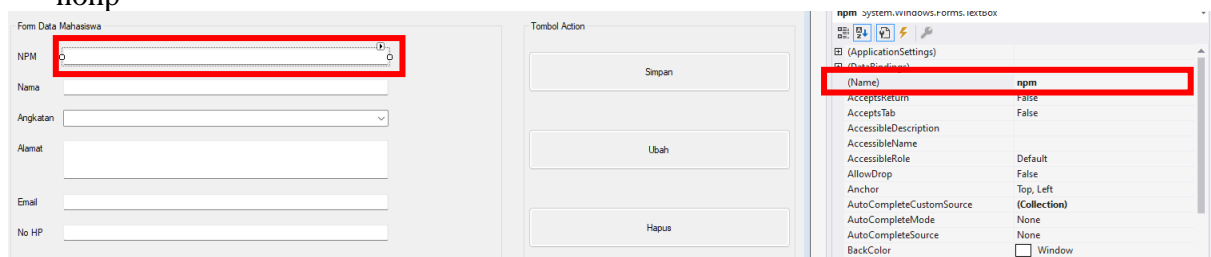 nohp
Form Data Mahasiswa
NPM
Nama
Angkatan
Alamat
Email
No HP
Tombol Action
Simpan
Ubah
Hapus
npm System.Windows.Forms.TextBox
(ApplicationSettings)
(DataBindings)
(Name) npm
AcceptsReturn False
AcceptsTab False
AccessibleDescription
AccessibleName
AccessibleRole Default
AllowDrop False
Anchor Top, Left
AutoCompleteCustomSource (Collection)
AutoCompleteMode None
AutoCompleteSource None
BackColor Window